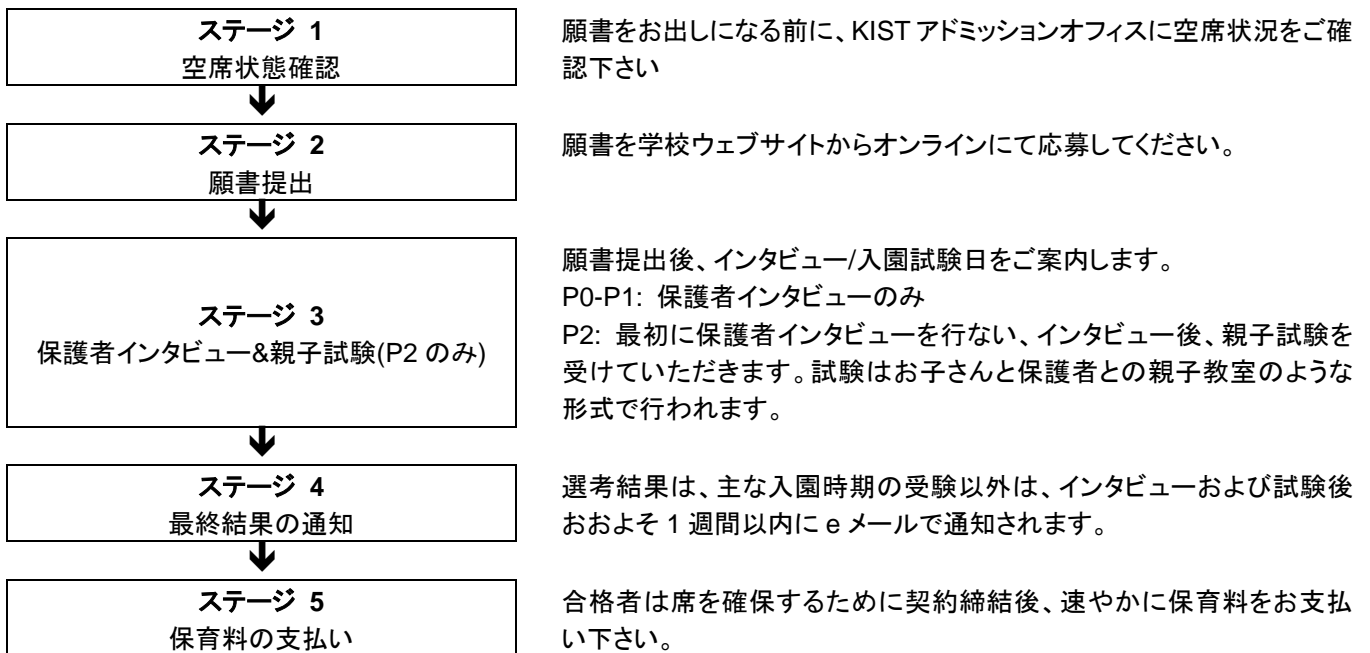 ステージ 1
空席状態確認
願書をお出しになる前に、KIST アドミッションオフィスに空席状況をご確
認下さい
ステージ 2
願書提出
願書を学校ウェブサイトからオンラインにて応募してください。
ステージ 3
保護者インタビュー&親子試験(P2 のみ)
願書提出後、インタビュー/入園試験日をご案内します。
P0-P1: 保護者インタビューのみ
P2: 最初に保護者インタビューを行ない、インタビュー後、親子試験を
受けていただきます。試験はお子さんと保護者との親子教室のような
形式で行われます。
ステージ 4
最終結果の通知
選考結果は、主な入園時期の受験以外は、インタビューおよび試験後
おおよそ 1 週間以内に e メールで通知されます。
ステージ 5
保育料の支払い
合格者は席を確保するために契約締結後、速やかに保育料をお支払
い下さい。